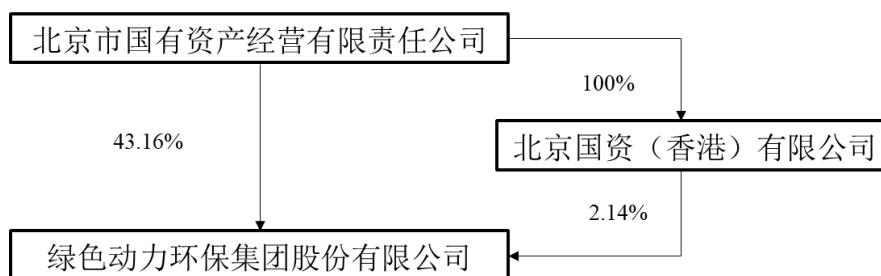 北京市国有资产经营有限责任公司
100%
43.16%
北京国资（香港）有限公司
2.14%
绿色动力环保集团股份有限公司